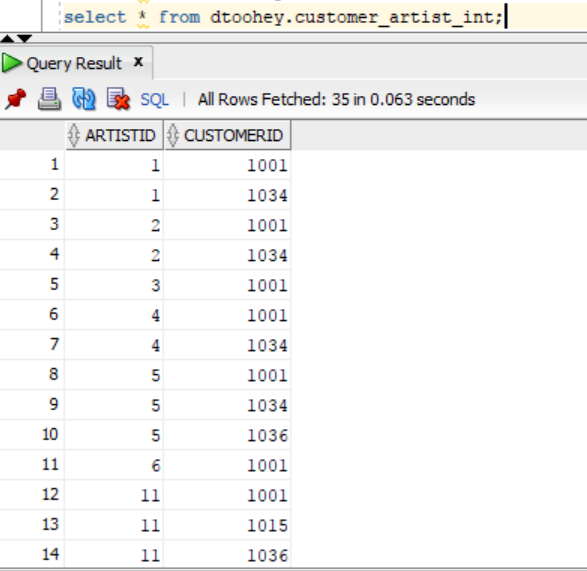 select * from dtoohey.customer_artist_int;
Query Result x
SQL | All Rows Fetched: 35 in 0.063 seconds
ARTISTID CUSTOMERID
1 1 1001
2 1 1034
3 2 1001
4 2 1034
5 3 1001
6 4 1001
7 4 1034
8 5 1001
9 5 1034
10 5 1036
11 6 1001
12 11 1001
13 11 1015
14 11 1036